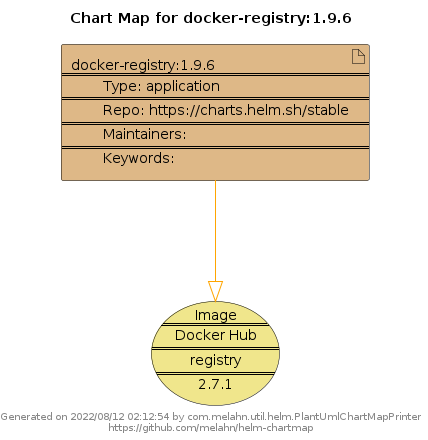 Chart Map for docker-registry:1.9.6
docker-registry:1.9.6
Type: application
Repo: https://charts.helm.sh/stable
Maintainers:
Keywords:
Image
Docker Hub
registry
2.7.1
Generated on 2022/08/12 02:12:54 by com.melahn.util.helm.PlantUmlChartMapPrinter
https://github.com/melahn/helm-chartmap